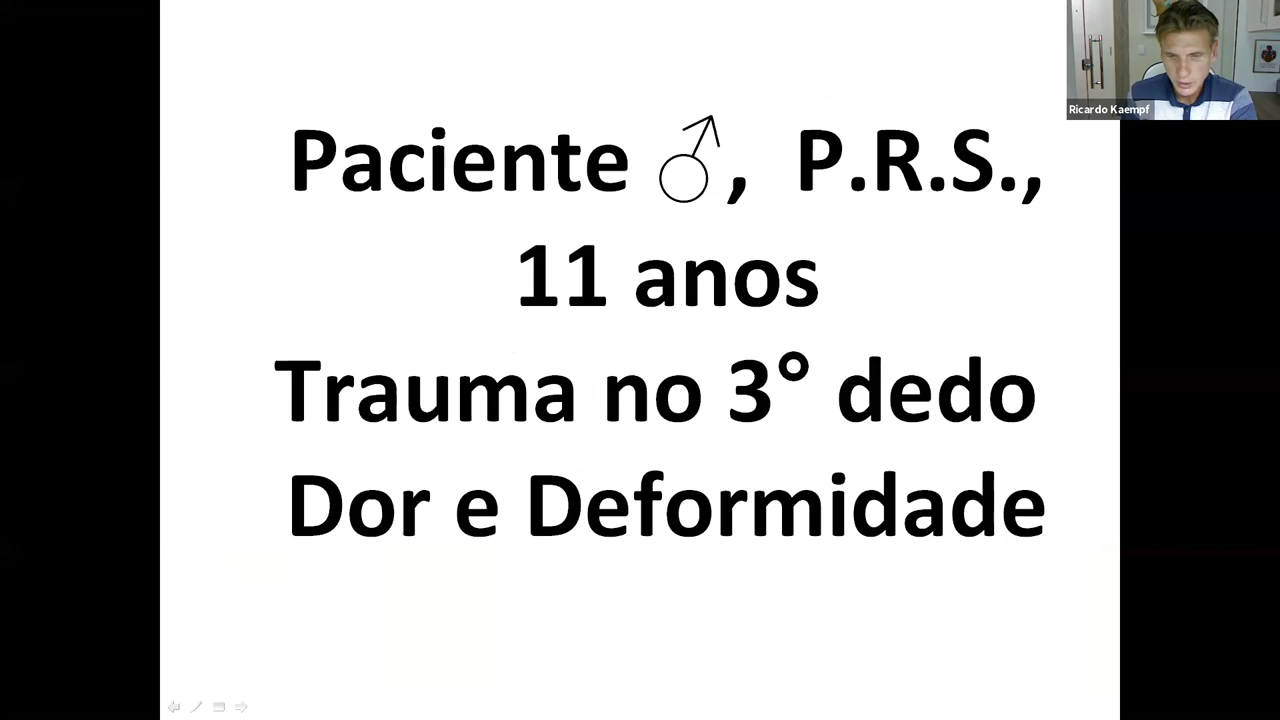 Ricardo Kaempf
Paciente ♂, P.R.S.,
11 anos
Trauma no 3° dedo
Dor e Deformidade